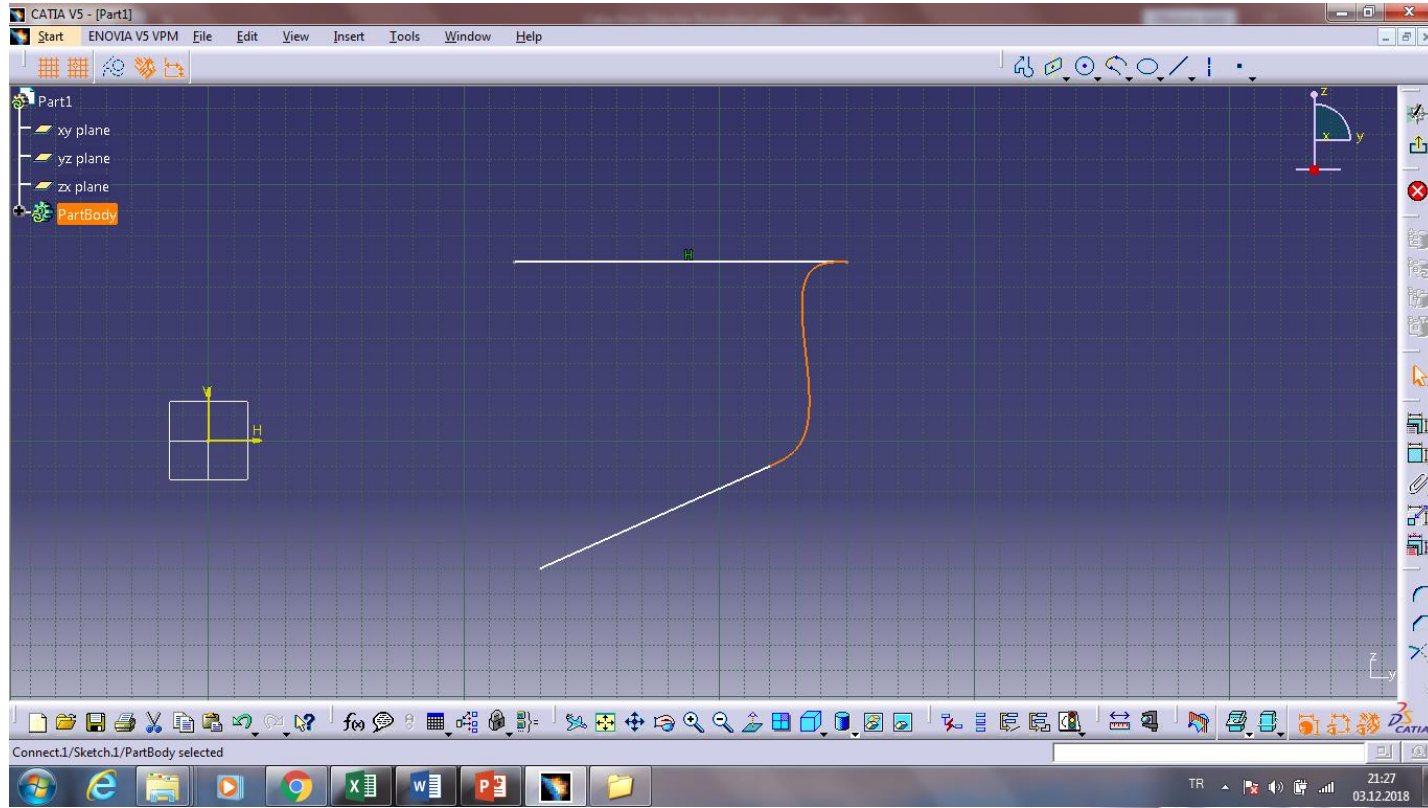 CATIA V5 - [Part1]
Start ENOVIA V5 VPM File Edit View Insert Tools Window Help
Part1
xy plane
yz plane
zx plane
PartBody
z
x y
H
V
H
z
y
f(x)
CATIA
Connect.1/Sketch.1/PartBody selected
TR 21:27
03.12.2018